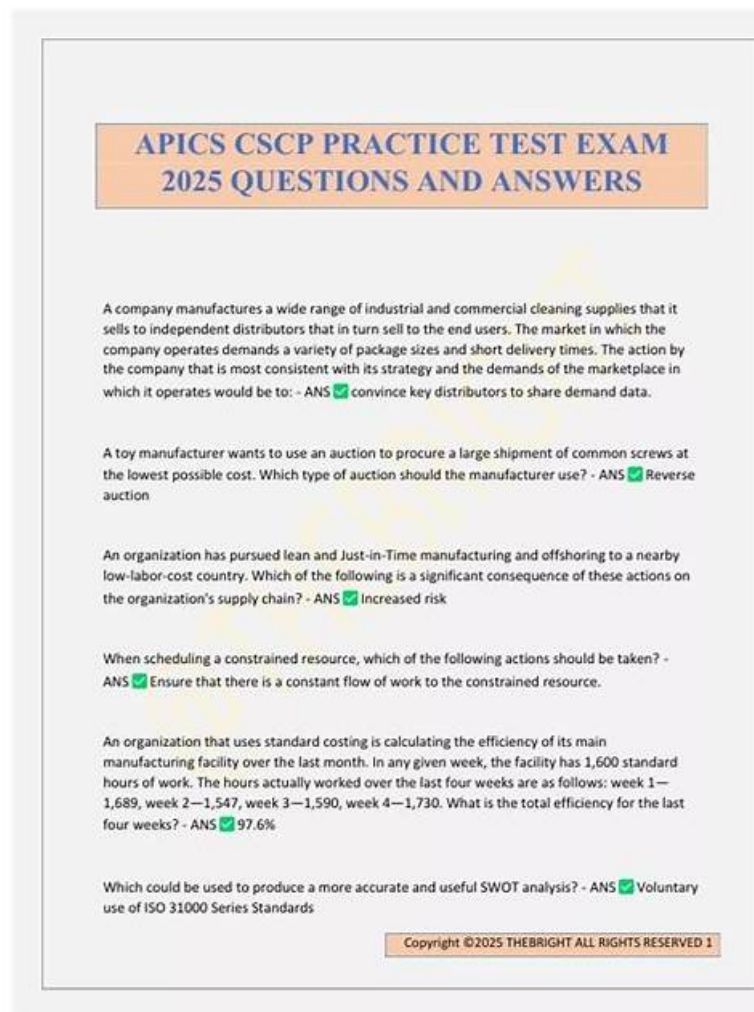 APICS CSCP PRACTICE TEST EXAM
2025 QUESTIONS AND ANSWERS
A company manufactures a wide range of industrial and commercial cleaning supplies that it
sells to independent distributors that in turn sell to the end users. The market in which the
company operates demands a variety of package sizes and short delivery times. The action by
the company that is most consistent with its strategy and the demands of the marketplace in
which it operates would be to: - ANS ✅ convince key distributors to share demand data.
A toy manufacturer wants to use an auction to procure a large shipment of common screws at
the lowest possible cost. Which type of auction should the manufacturer use? - ANS ✅ Reverse
auction
An organization has pursued lean and Just-in-Time manufacturing and offshoring to a nearby
low-labor-cost country. Which of the following is a significant consequence of these actions on
the organization's supply chain? - ANS ✅ Increased risk
When scheduling a constrained resource, which of the following actions should be taken? -
ANS ✅ Ensure that there is a constant flow of work to the constrained resource.
An organization that uses standard costing is calculating the efficiency of its main
manufacturing facility over the last month. In any given week, the facility has 1,600 standard
hours of work. The hours actually worked over the last four weeks are as follows: week 1—
1,689, week 2—1,547, week 3—1,590, week 4—1,730. What is the total efficiency for the last
four weeks? - ANS ✅ 97.6%
Which could be used to produce a more accurate and useful SWOT analysis? - ANS ✅ Voluntary
use of ISO 31000 Series Standards
Copyright ©2025 THEBRIGHT ALL RIGHTS RESERVED 1